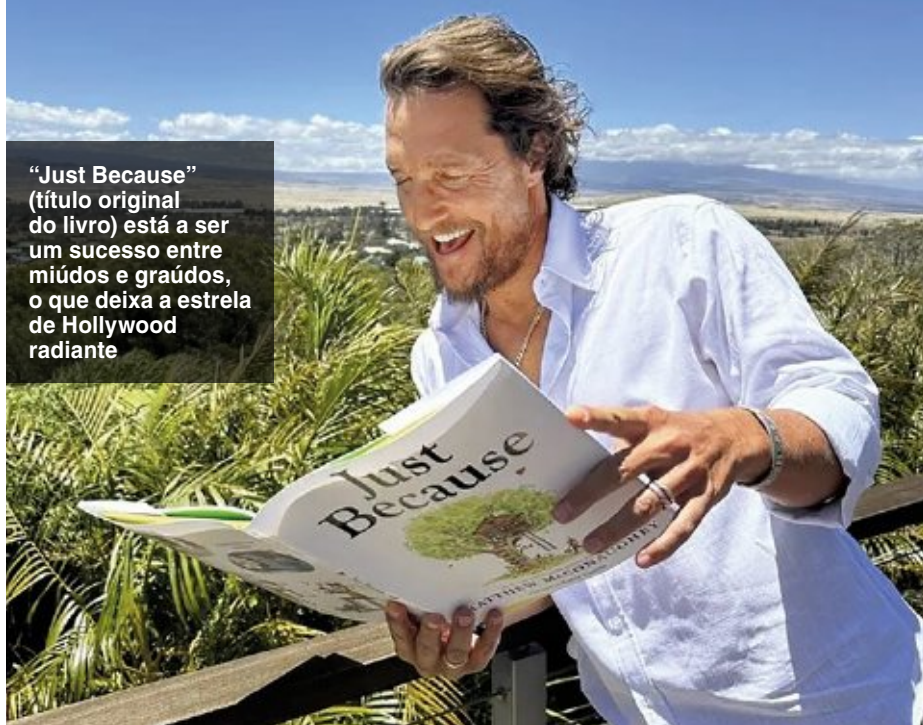 “Just Because”
(título original
do livro) está a ser
um sucesso entre
miúdos e graúdos,
o que deixa a estrela
de Hollywood
radiante
Just
Because
MATTHEW McCONAUGHEY